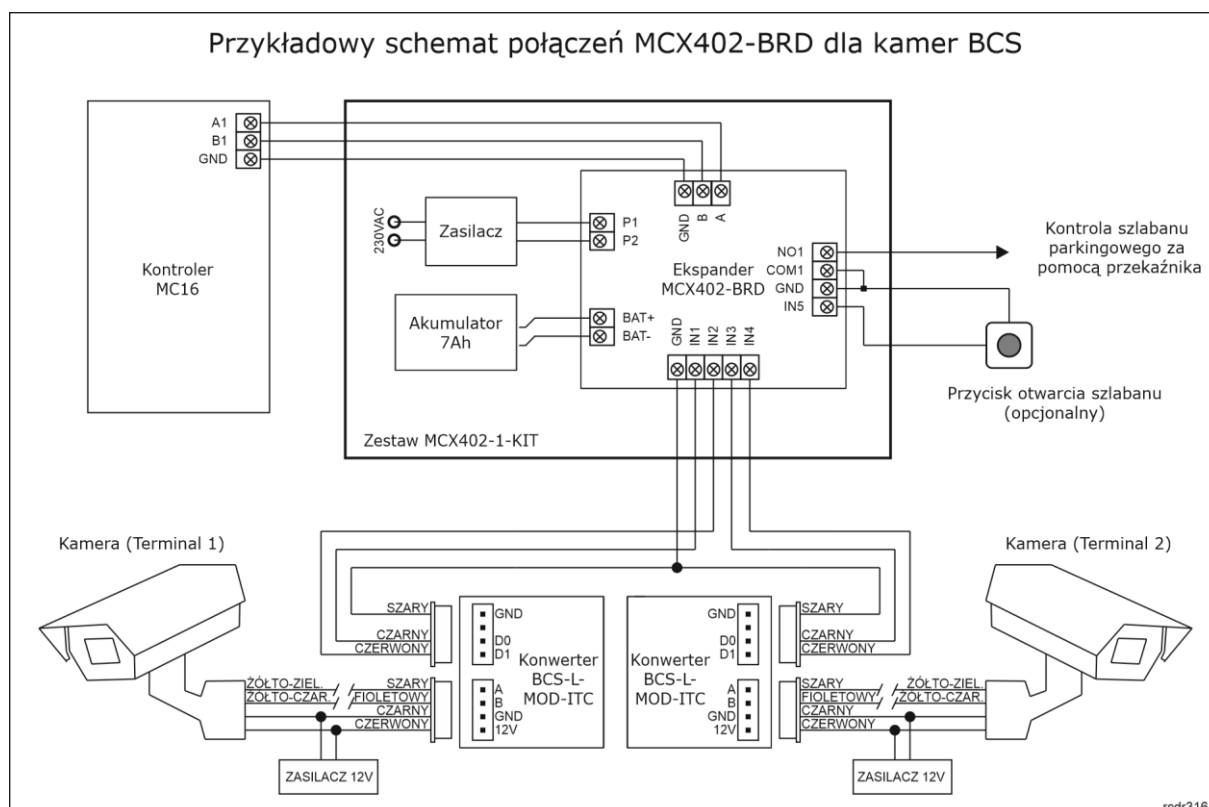 Przykładowy schemat połączeń MCX402-BRD dla kamer BCS
A1
B1
GND
Kontroler
MC16
230VAC
Zasilacz
P1
P2
GND
B
A
Ekspander
MCX402-BRD
Akumulator
7Ah
BAT+
BAT-
GND
IN1
IN2
IN3
IN4
NO1
COM1
GND
IN5
Kontrola szlabanu
parkingowego za
pomocą przekaźnika
Przycisk otwarcia szlabanu
(opcjonalny)
Zestaw MCX402-1-KIT
Kamera (Terminal 1)
Kamera (Terminal 2)
SZARY
CZARNY
CZERWONY
GND
D0
D1
Konwerter
BCS-L-
MOD-ITC
ŻÓŁTO-ZIEL.
ŻÓŁTO-CZAR.
SZARY
FIOLETOWY
CZARNY
CZERWONY
A
B
GND
12V
ZASILACZ 12V
GND
D0
D1
Konwerter
BCS-L-
MOD-ITC
A
B
GND
12V
SZARY
CZARNY
CZERWONY
SZARY
FIOLETOWY
CZARNY
CZERWONY
ŻÓŁTO-ZIEL.
ŻÓŁTO-CZAR.
ZASILACZ 12V
rodr316